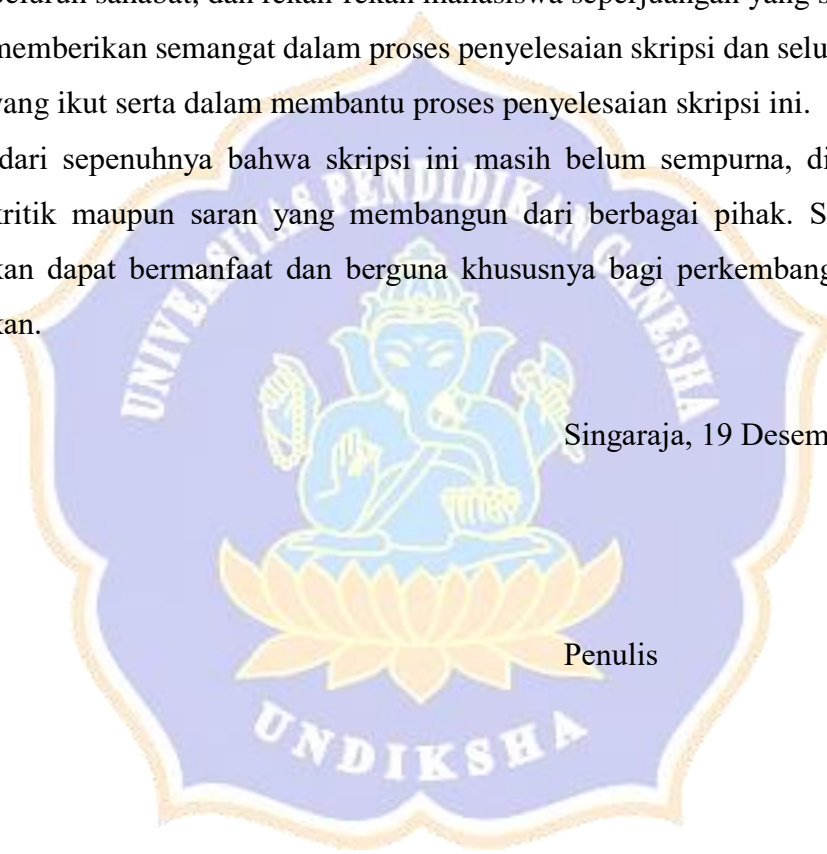 seluruh sahabat, dan rekan-rekan mahasiswa seperjuangan yang s
memberikan semangat dalam proses penyelesaian skripsi dan selu
yang ikut serta dalam membantu proses penyelesaian skripsi ini.
dari sepenuhnya bahwa skripsi ini masih belum sempurna, di
kritik maupun saran yang membangun dari berbagai pihak. S
kan dapat bermanfaat dan berguna khususnya bagi perkembang
kan.
UNIVERSITAS PENDIDIKAN GANESHA
Singaraja, 19 Desem
Penulis
UNDIKSHA